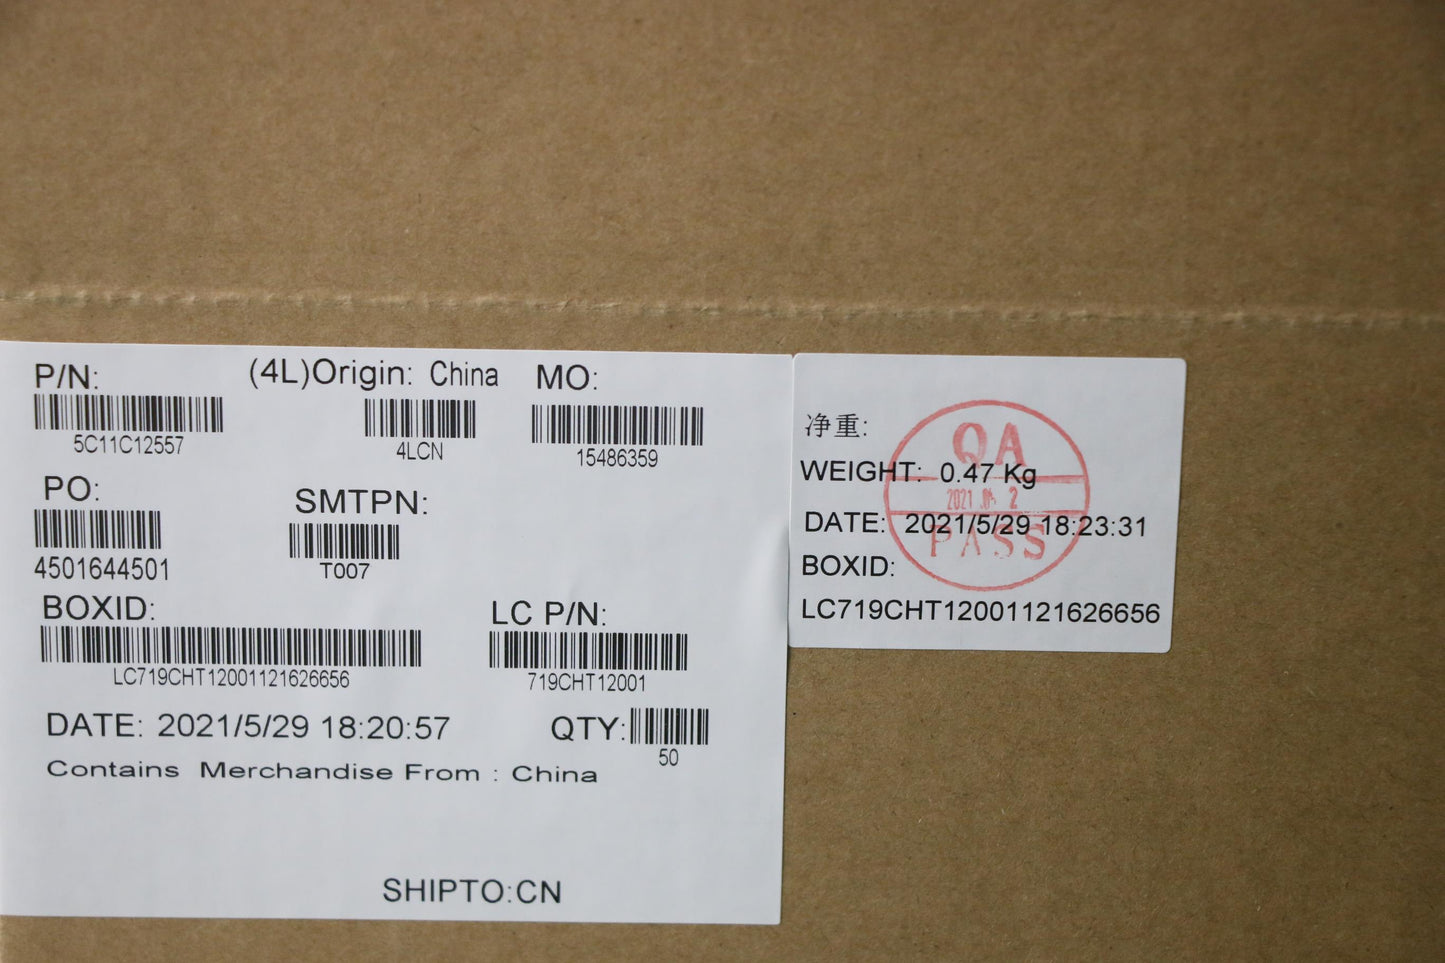 P/N:
5C11C12557
(4L)Origin: China
4LCN
MO:
15486359
PO:
4501644501
SMTPN:
T007
BOXID:
LC719CHT12001121626656
LC P/N:
719CHT12001
DATE: 2021/5/29 18:20:57
QTY:
50
Contains Merchandise From : China
SHIPTO:CN
净重:
WEIGHT: 0.47 Kg
DATE: 2021/5/29 18:23:31
BOXID:
LC719CHT12001121626656
QA
2021
PASS